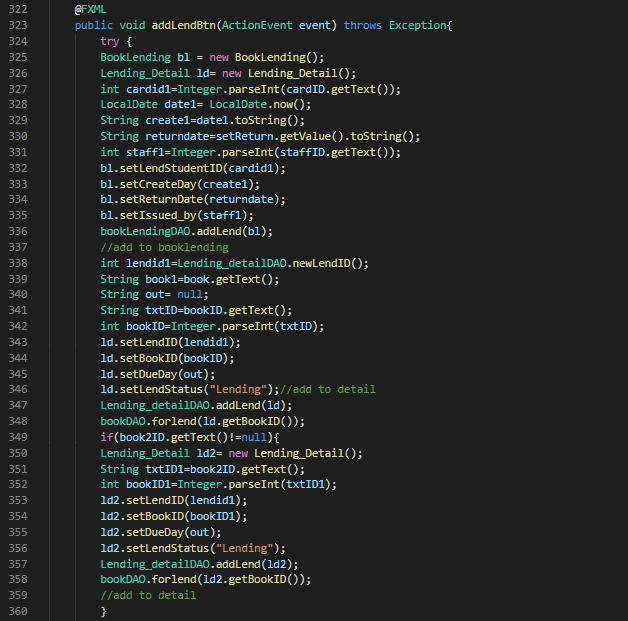 322 @FXML
323 public void addLendBtn(ActionEvent event) throws Exception{
324 try {
325 BookLending bl = new BookLending();
326 Lending_Detail ld= new Lending_Detail();
327 int cardid1=Integer.parseInt(cardID.getText());
328 LocalDate date1= LocalDate.now();
329 String create1=date1.toString();
330 String returndate=setReturn.getValue().toString();
331 int staff1=Integer.parseInt(staffID.getText());
332 bl.setLendStudentID(cardid1);
333 bl.setCreateDay(create1);
334 bl.setReturnDate(returndate);
335 bl.setIssued_by(staff1);
336 bookLendingDAO.addLend(bl);
337 //add to booklending
338 int lendid1=Lending_detailDAO.newLendID();
339 String book1=book.getText();
340 String out= null;
341 String txtID=bookID.getText();
342 int bookID=Integer.parseInt(txtID);
343 ld.setLendID(lendid1);
344 ld.setBookID(bookID);
345 ld.setDueDay(out);
346 ld.setLendStatus("Lending");//add to detail
347 Lending_detailDAO.addLend(ld);
348 bookDAO.forlend(ld.getBookID());
349 if(book2ID.getText()!=null){
350 Lending_Detail ld2= new Lending_Detail();
351 String txtID1=book2ID.getText();
352 int bookID1=Integer.parseInt(txtID1);
353 ld2.setLendID(lendid1);
354 ld2.setBookID(bookID1);
355 ld2.setDueDay(out);
356 ld2.setLendStatus("Lending");
357 Lending_detailDAO.addLend(ld2);
358 bookDAO.forlend(ld2.getBookID());
359 //add to detail
360 }